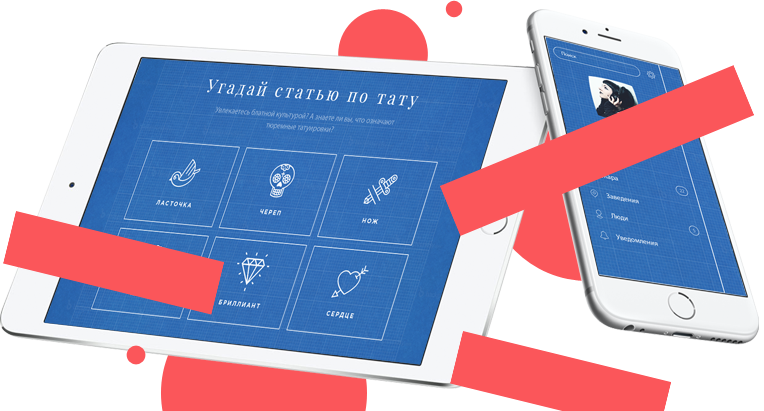 Угадай статью по тату
Увлекаетесь блатной культурой? А знаете ли вы, что означают
тюремные татуировки?
ЛАСТОЧКА
ЧЕРЕП
НОЖ
БРИЛЛИАНТ
СЕРДЦЕ
Поиск
Заведения
Люди
Уведомления